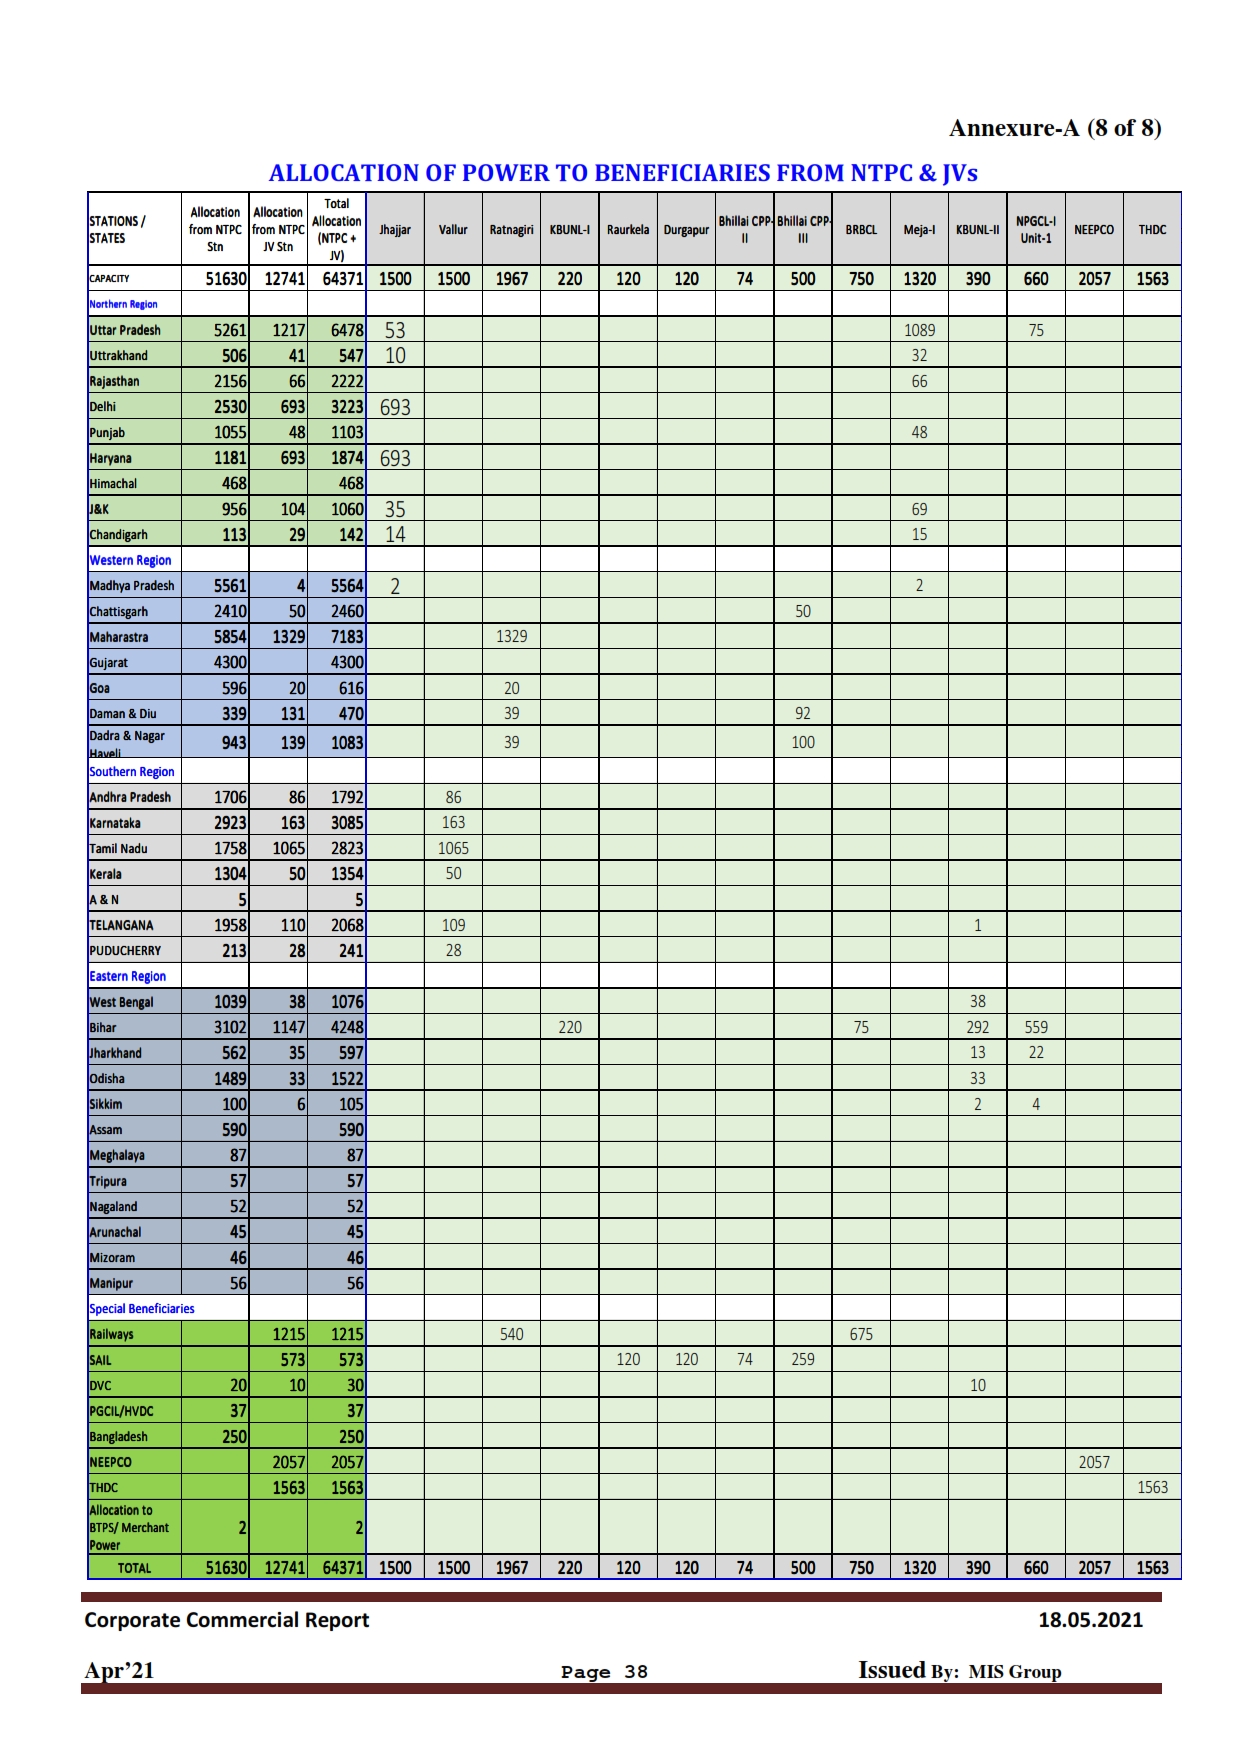 Annexure-A (8 of 8)
ALLOCATION OF POWER TO BENEFICIARIES FROM NTPC & JVs
STATIONS / STATES Allocation from NTPC Stn Allocation from NTPC JV Stn Total Allocation (NTPC + JV) Jhajjar Vallur Ratnagiri KBUNL-I Raurkela Durgapur Bhillai CPP-II Bhillai CPP-III BRBCL Meja-I KBUNL-II NPGCL-I Unit-1 NEEPCO THDC
CAPACITY 51630 12741 64371 1500 1500 1967 220 120 120 74 500 750 1320 390 660 2057 1563
Northern Region
Uttar Pradesh 5261 1217 6478 53 1089 75
Uttrakhand 506 41 547 10 32
Rajasthan 2156 66 2222 66
Delhi 2530 693 3223 693
Punjab 1055 48 1103 48
Haryana 1181 693 1874 693
Himachal 468 468
J&K 956 104 1060 35 69
Chandigarh 113 29 142 14 15
Western Region
Madhya Pradesh 5561 4 5564 2 2
Chattisgarh 2410 50 2460 50
Maharastra 5854 1329 7183 1329
Gujarat 4300 4300
Goa 596 20 616 20
Daman & Diu 339 131 470 39 92
Dadra & Nagar Haveli 943 139 1083 39 100
Southern Region
Andhra Pradesh 1706 86 1792 86
Karnataka 2923 163 3085 163
Tamil Nadu 1758 1065 2823 1065
Kerala 1304 50 1354 50
A & N 5 5
TELANGANA 1958 110 2068 109 1
PUDUCHERRY 213 28 241 28
Eastern Region
West Bengal 1039 38 1076 38
Bihar 3102 1147 4248 220 75 292 559
Jharkhand 562 35 597 13 22
Odisha 1489 33 1522 33
Sikkim 100 6 105 2 4
Assam 590 590
Meghalaya 87 87
Tripura 57 57
Nagaland 52 52
Arunachal 45 45
Mizoram 46 46
Manipur 56 56
Special Beneficiaries
Railways 1215 1215 540 675
SAIL 573 573 120 120 74 259
DVC 20 10 30 10
PGCIL/HVDC 37 37
Bangladesh 250 250
NEEPCO 2057 2057 2057
THDC 1563 1563 1563
Allocation to BTPS/ Merchant Power 2 2
TOTAL 51630 12741 64371 1500 1500 1967 220 120 120 74 500 750 1320 390 660 2057 1563
Corporate Commercial Report 18.05.2021
Apr’21 Page 38 Issued By: MIS Group